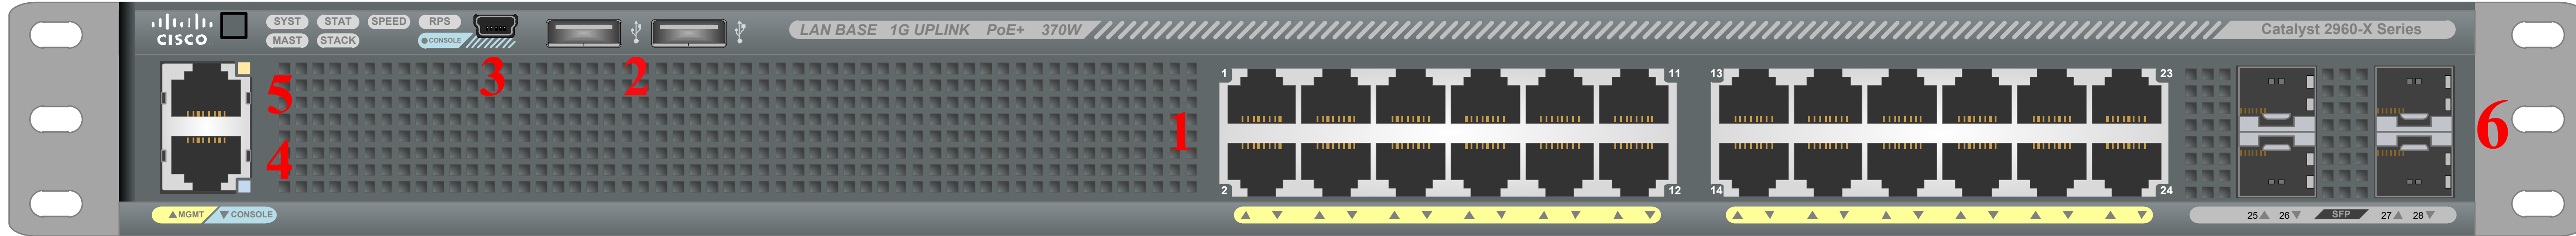 CISCO
SYST STAT SPEED RPS
MAST STACK CONSOLE
LAN BASE 1G UPLINK PoE+ 370W
Catalyst 2960-X Series
5
4
3
2
1
6
1 11
2 12
13 23
14 24
▲MGMT ▼CONSOLE
25▲ 26▼ SFP 27▲ 28▼